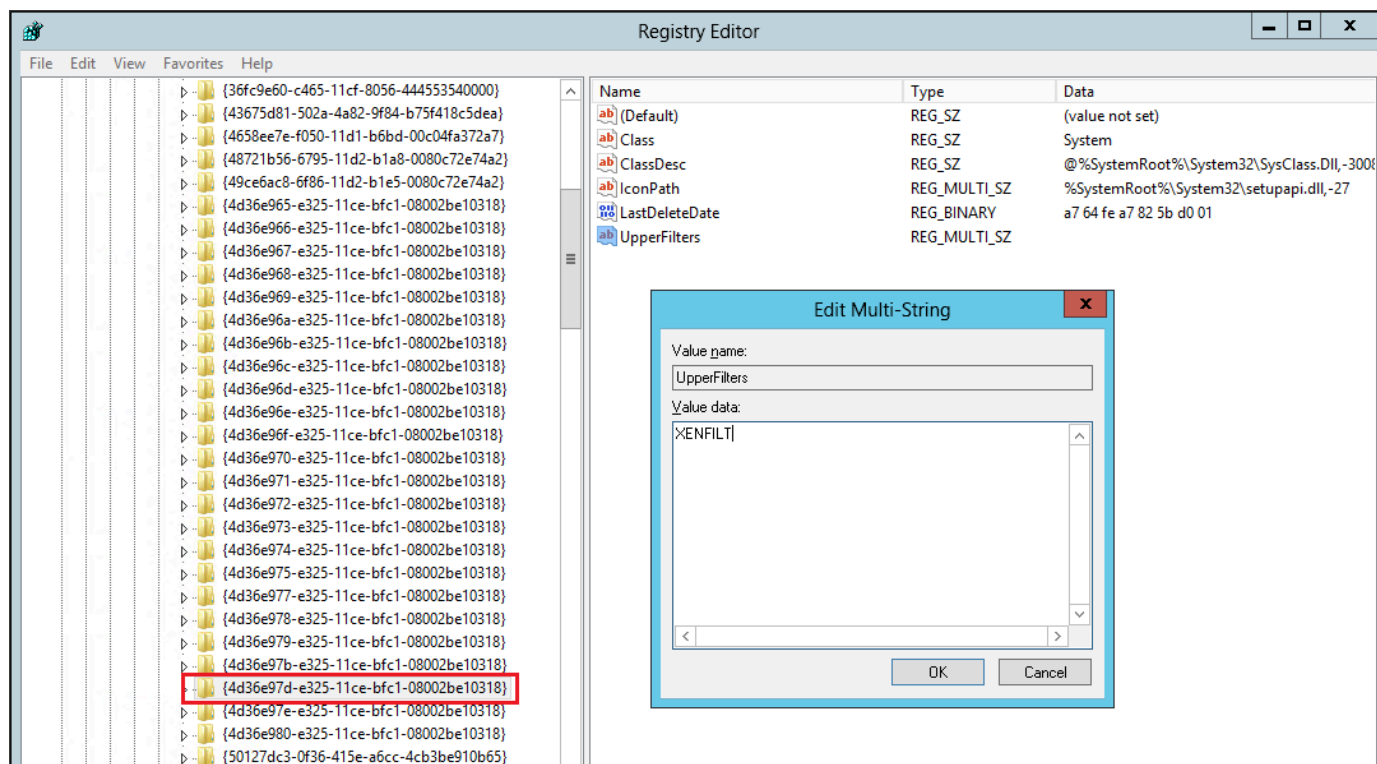 Registry Editor
File Edit View Favorites Help
{36fc9e60-c465-11cf-8056-444553540000}
{43675d81-502a-4a82-9f84-b75f418c5dea}
{4658ee7e-f050-11d1-b6bd-00c04fa372a7}
{48721b56-6795-11d2-b1a8-0080c72e74a2}
{49ce6ac8-6f86-11d2-b1e5-0080c72e74a2}
{4d36e965-e325-11ce-bfc1-08002be10318}
{4d36e966-e325-11ce-bfc1-08002be10318}
{4d36e967-e325-11ce-bfc1-08002be10318}
{4d36e968-e325-11ce-bfc1-08002be10318}
{4d36e969-e325-11ce-bfc1-08002be10318}
{4d36e96a-e325-11ce-bfc1-08002be10318}
{4d36e96b-e325-11ce-bfc1-08002be10318}
{4d36e96c-e325-11ce-bfc1-08002be10318}
{4d36e96d-e325-11ce-bfc1-08002be10318}
{4d36e96e-e325-11ce-bfc1-08002be10318}
{4d36e96f-e325-11ce-bfc1-08002be10318}
{4d36e970-e325-11ce-bfc1-08002be10318}
{4d36e971-e325-11ce-bfc1-08002be10318}
{4d36e972-e325-11ce-bfc1-08002be10318}
{4d36e973-e325-11ce-bfc1-08002be10318}
{4d36e974-e325-11ce-bfc1-08002be10318}
{4d36e975-e325-11ce-bfc1-08002be10318}
{4d36e977-e325-11ce-bfc1-08002be10318}
{4d36e978-e325-11ce-bfc1-08002be10318}
{4d36e979-e325-11ce-bfc1-08002be10318}
{4d36e97b-e325-11ce-bfc1-08002be10318}
{4d36e97d-e325-11ce-bfc1-08002be10318}
{4d36e97e-e325-11ce-bfc1-08002be10318}
{4d36e980-e325-11ce-bfc1-08002be10318}
{50127dc3-0f36-415e-a6cc-4cb3be910b65}
Name Type Data
(Default) REG_SZ (value not set)
Class REG_SZ System
ClassDesc REG_SZ @%SystemRoot%\System32\SysClass.Dll,-3008
IconPath REG_MULTI_SZ %SystemRoot%\System32\setupapi.dll,-27
LastDeleteDate REG_BINARY a7 64 fe a7 82 5b d0 01
UpperFilters REG_MULTI_SZ
Edit Multi-String
Value name:
UpperFilters
Value data:
XENFILT
OK Cancel